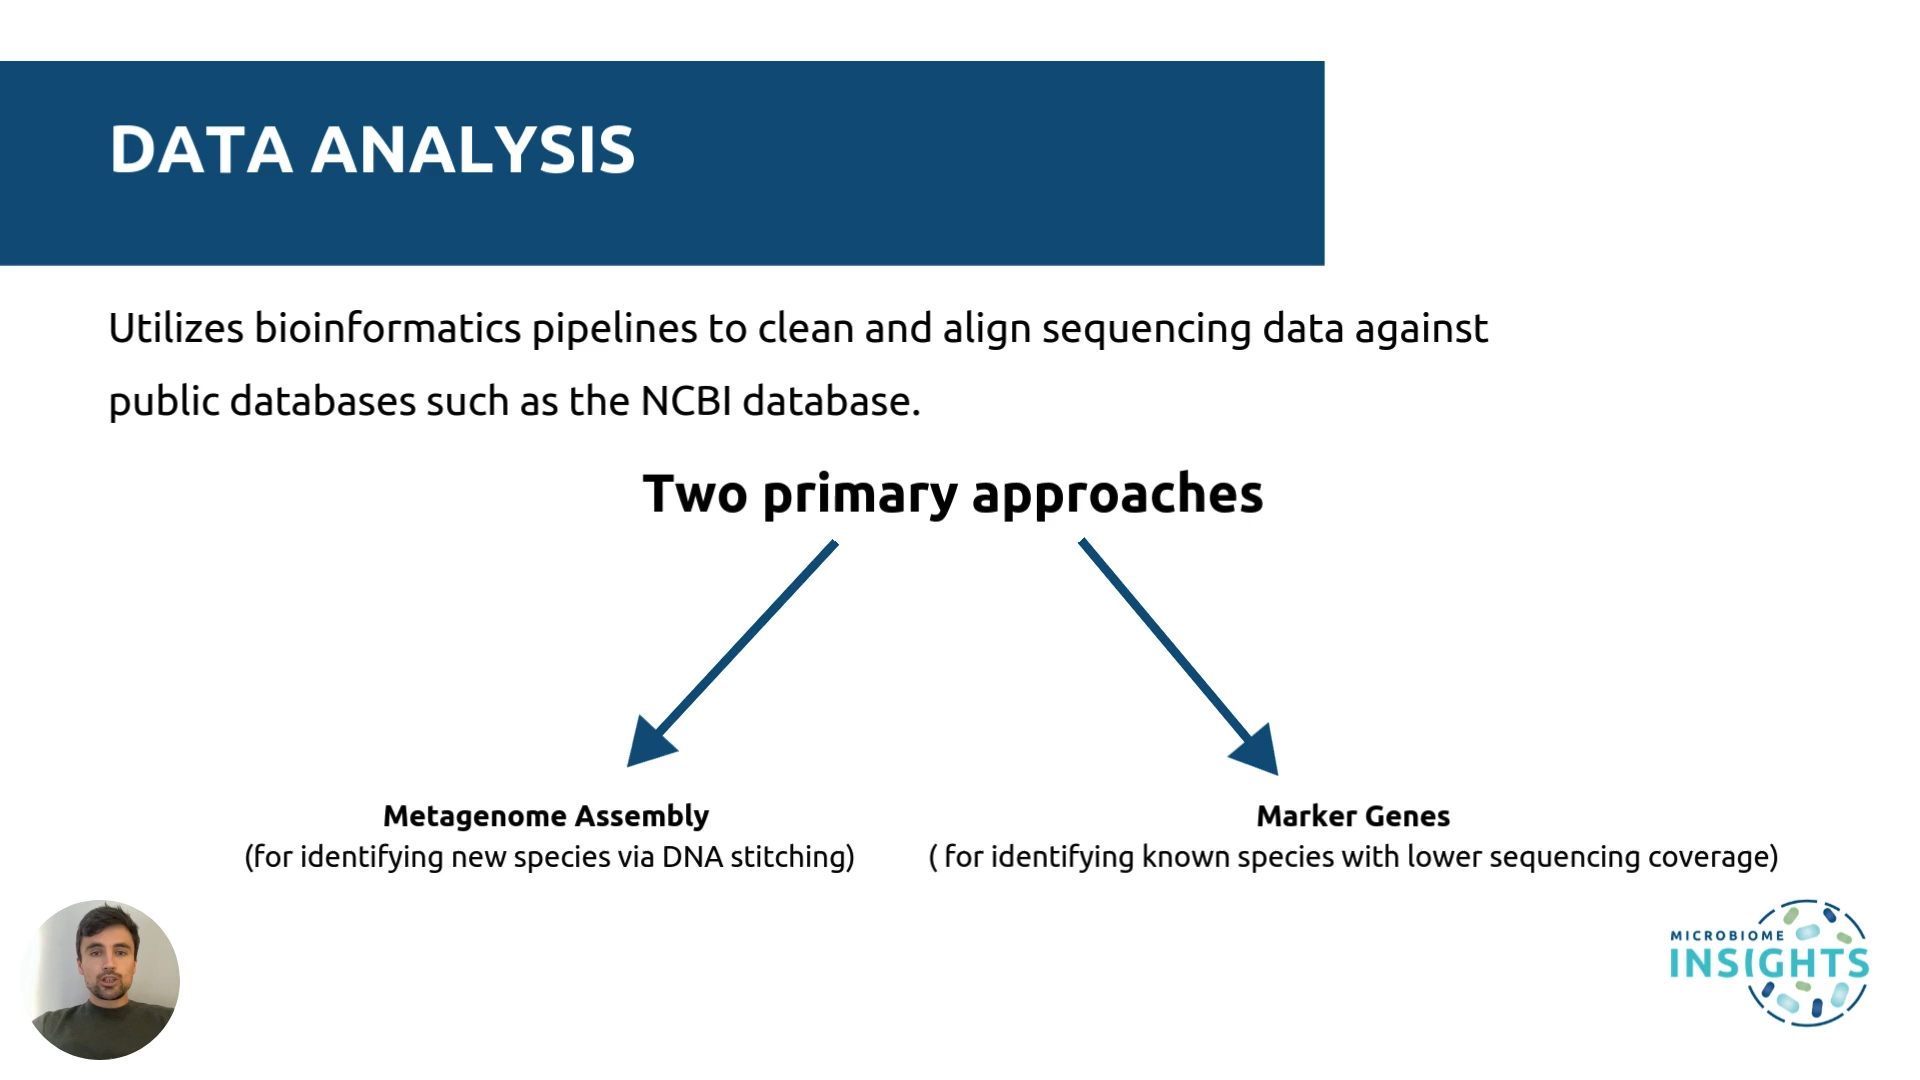 DATA ANALYSIS
Utilizes bioinformatics pipelines to clean and align sequencing data against
public databases such as the NCBI database.
Two primary approaches
Metagenome Assembly
(for identifying new species via DNA stitching)
Marker Genes
( for identifying known species with lower sequencing coverage)
MICROBIOME
INSIGHTS